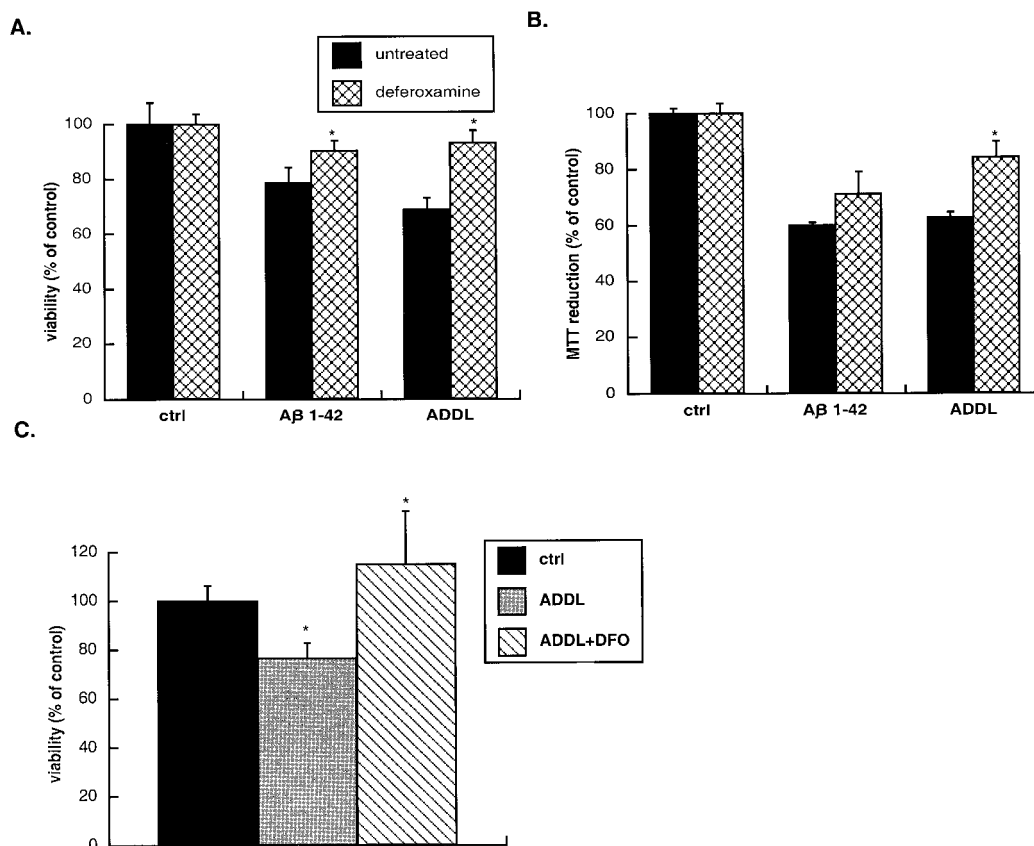 A.
untreated
deferoxamine
viability (% of control)
100
80
60
40
20
0
*
*
ctrl
Aβ 1-42
ADDL
B.
MTT reduction (% of control)
100
80
60
40
20
0
*
ctrl
Aβ 1-42
ADDL
C.
viability (% of control)
120
100
80
60
40
20
0
*
*
ctrl
ADDL
ADDL+DFO